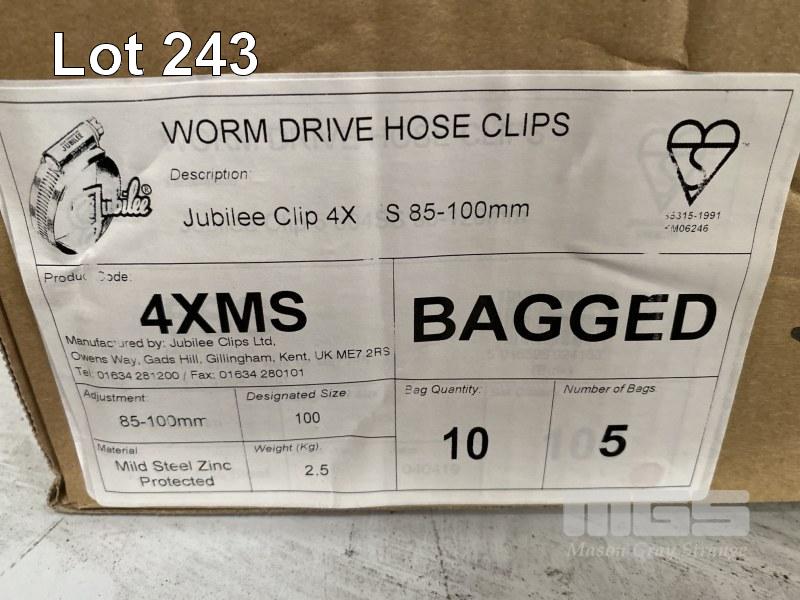 Lot 243
WORM DRIVE HOSE CLIPS
JUBILEE
Jubilee®
Description:
Jubilee Clip 4X S 85-100mm
TM
5315-1991
KM06246
Product Code:
4XMS
BAGGED
Manufactured by: Jubilee Clips Ltd,
Owens Way, Gads Hill, Gillingham, Kent, UK ME7 2RS
Tel: 01634 281200 / Fax: 01634 280101
Adjustment:
85-100mm
Designated Size:
100
Bag Quantity:
10
Number of Bags
5
Material
Mild Steel Zinc
Protected
Weight (Kg):
2.5
MGS
Mason Gray Strange